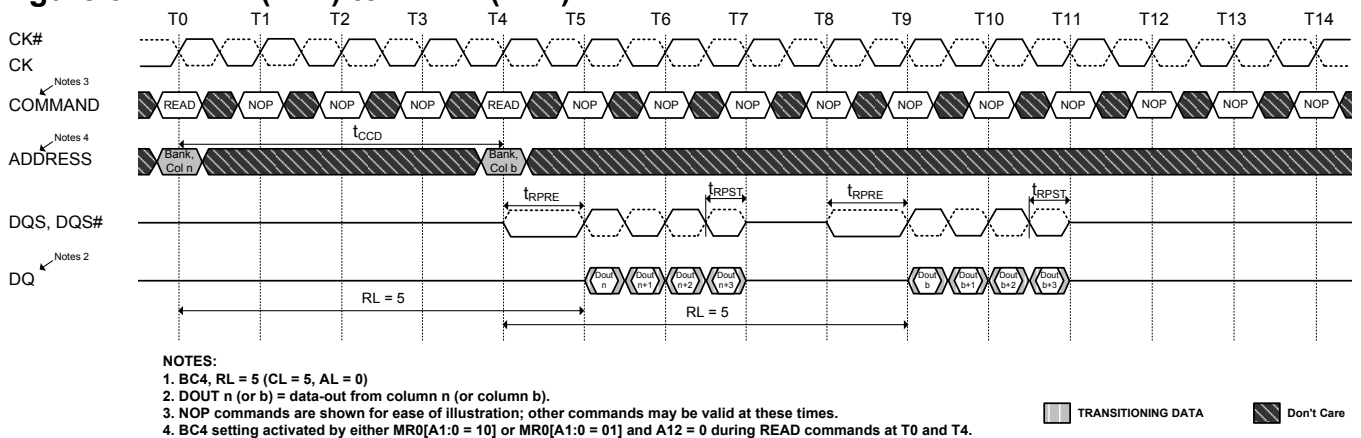 T0 T1 T2 T3 T4 T5 T6 T7 T8 T9 T10 T11 T12 T13 T14
CK#
CK
Notes 3
COMMAND READ NOP NOP NOP READ NOP NOP NOP NOP NOP NOP NOP NOP NOP NOP
tCCD
Notes 4
ADDRESS Bank, Col n Bank, Col b
tRPRE tRPST tRPRE tRPST
DQS, DQS#
Notes 2
DQ Dout n Dout n+1 Dout n+2 Dout n+3 Dout b Dout b+1 Dout b+2 Dout b+3
RL = 5
RL = 5
NOTES:
1. BC4, RL = 5 (CL = 5, AL = 0)
2. DOUT n (or b) = data-out from column n (or column b).
3. NOP commands are shown for ease of illustration; other commands may be valid at these times.
4. BC4 setting activated by either MR0[A1:0 = 10] or MR0[A1:0 = 01] and A12 = 0 during READ commands at T0 and T4.
TRANSITIONING DATA Don't Care